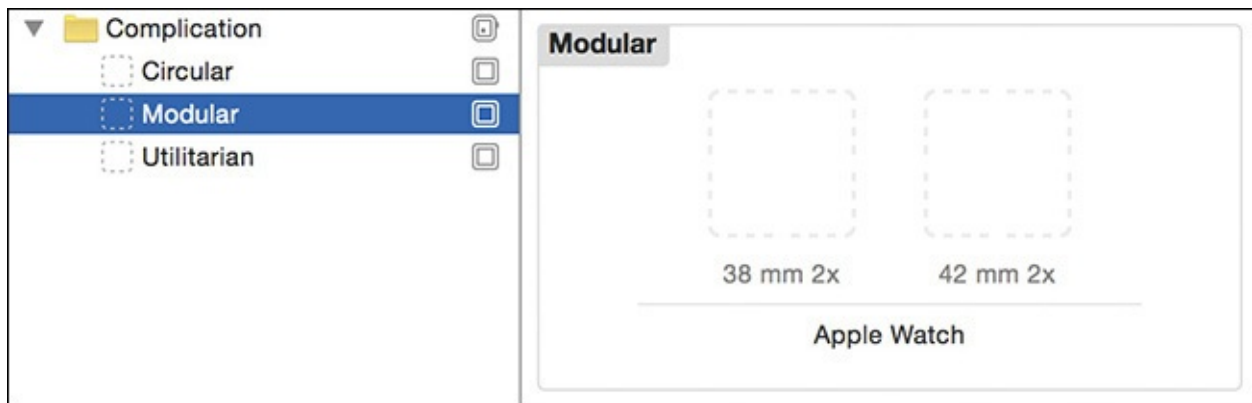 Complication
Circular
Modular
Utilitarian
Modular
38 mm 2x
42 mm 2x
Apple Watch